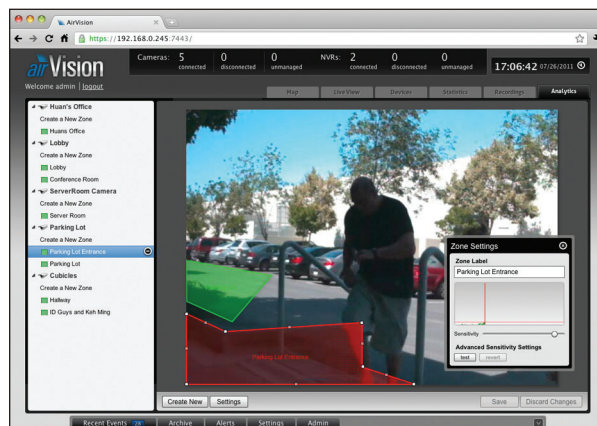 AirVision
https://192.168.0.245:7443/
airVision
Cameras: 5 connected 0 disconnected 0 unmanaged NVRs: 2 connected 0 disconnected 0 unmanaged
17:06:42 07/26/2011
Welcome admin | logout
Map Live View Devices Statistics Recordings Analytics
Huan's Office
Create a New Zone
Huans Office
Lobby
Create a New Zone
Lobby
Conference Room
ServerRoom Camera
Create a New Zone
Server Room
Parking Lot
Create a New Zone
Parking Lot Entrance
Parking Lot
Cubicles
Create a New Zone
Hallway
ID Guys and Keh Ming
Parking Lot Entrance
Zone Settings
Zone Label
Parking Lot Entrance
Sensitivity
Advanced Sensitivity Settings
test revert
Create New Settings Save Discard Changes
Recent Events 28 Archive Alerts Settings Admin